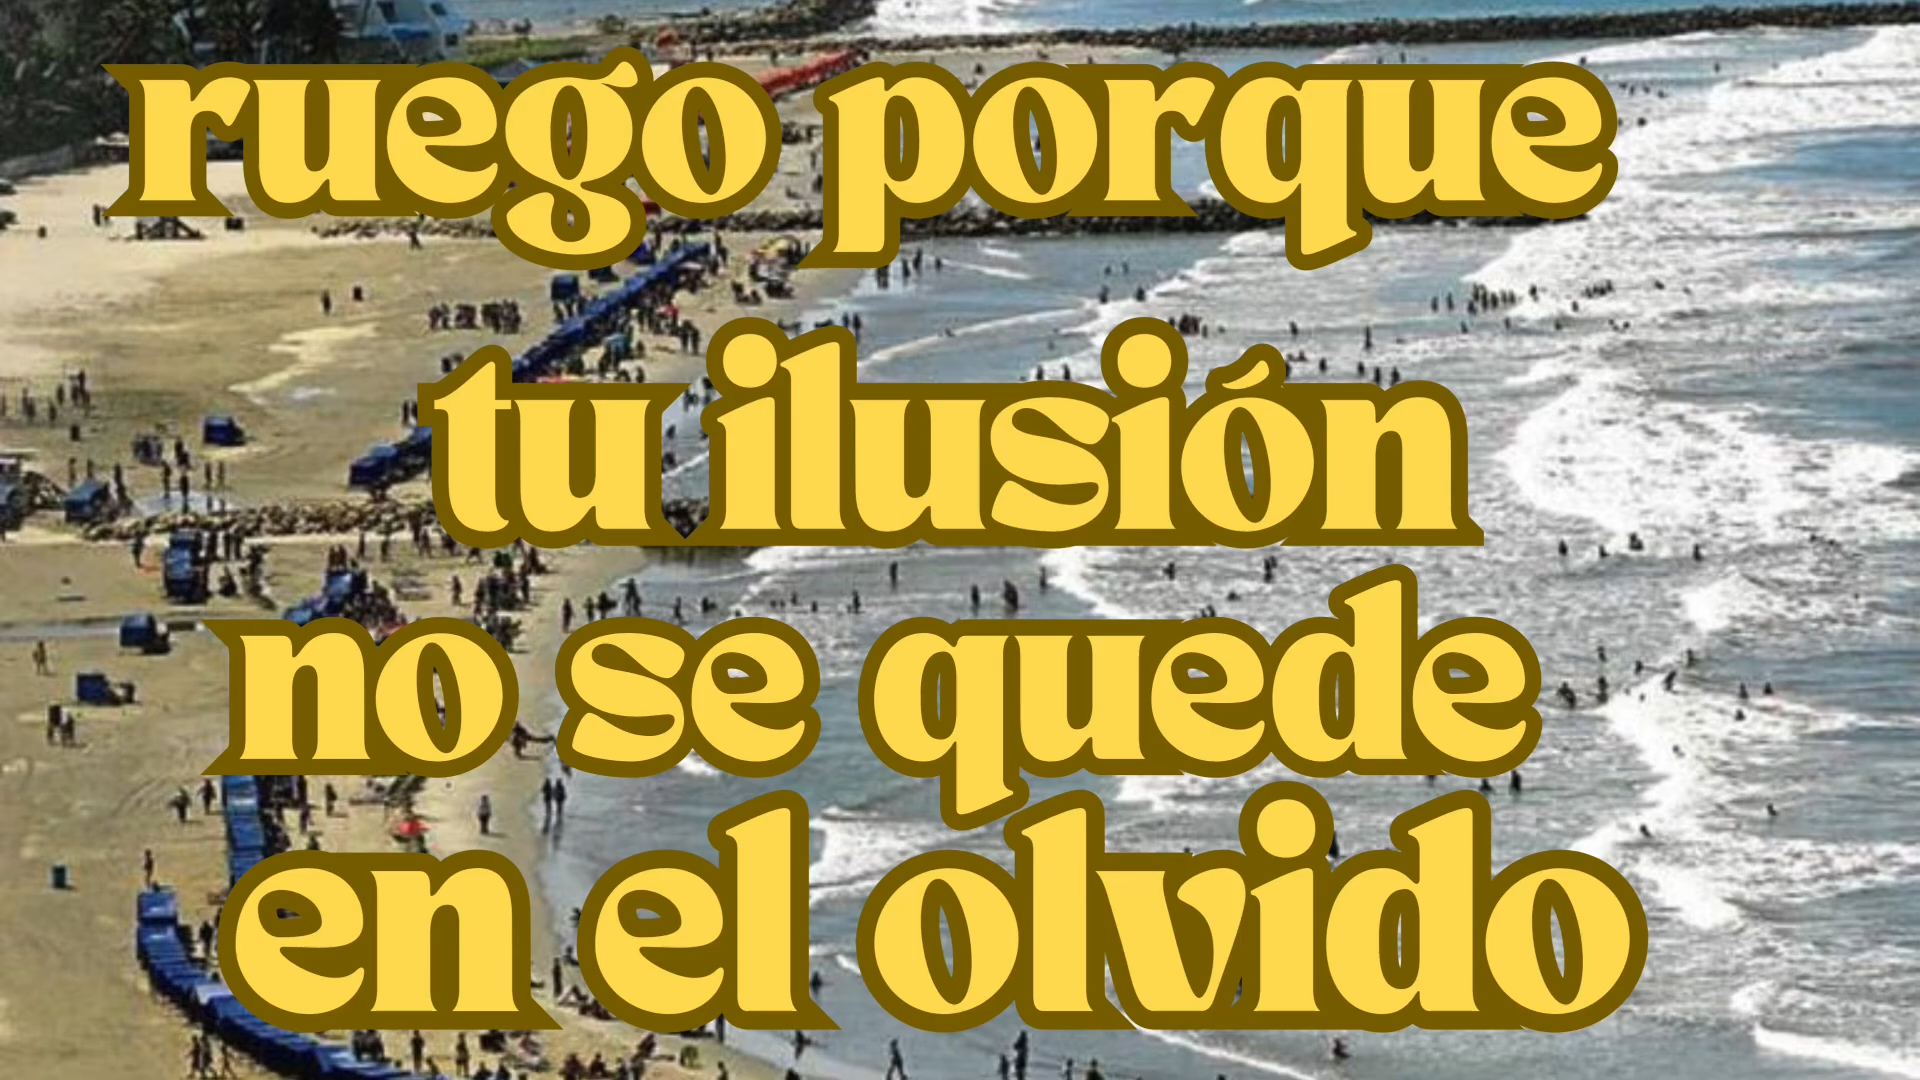 ruego porque
tu ilusión
no se quede
en el olvido